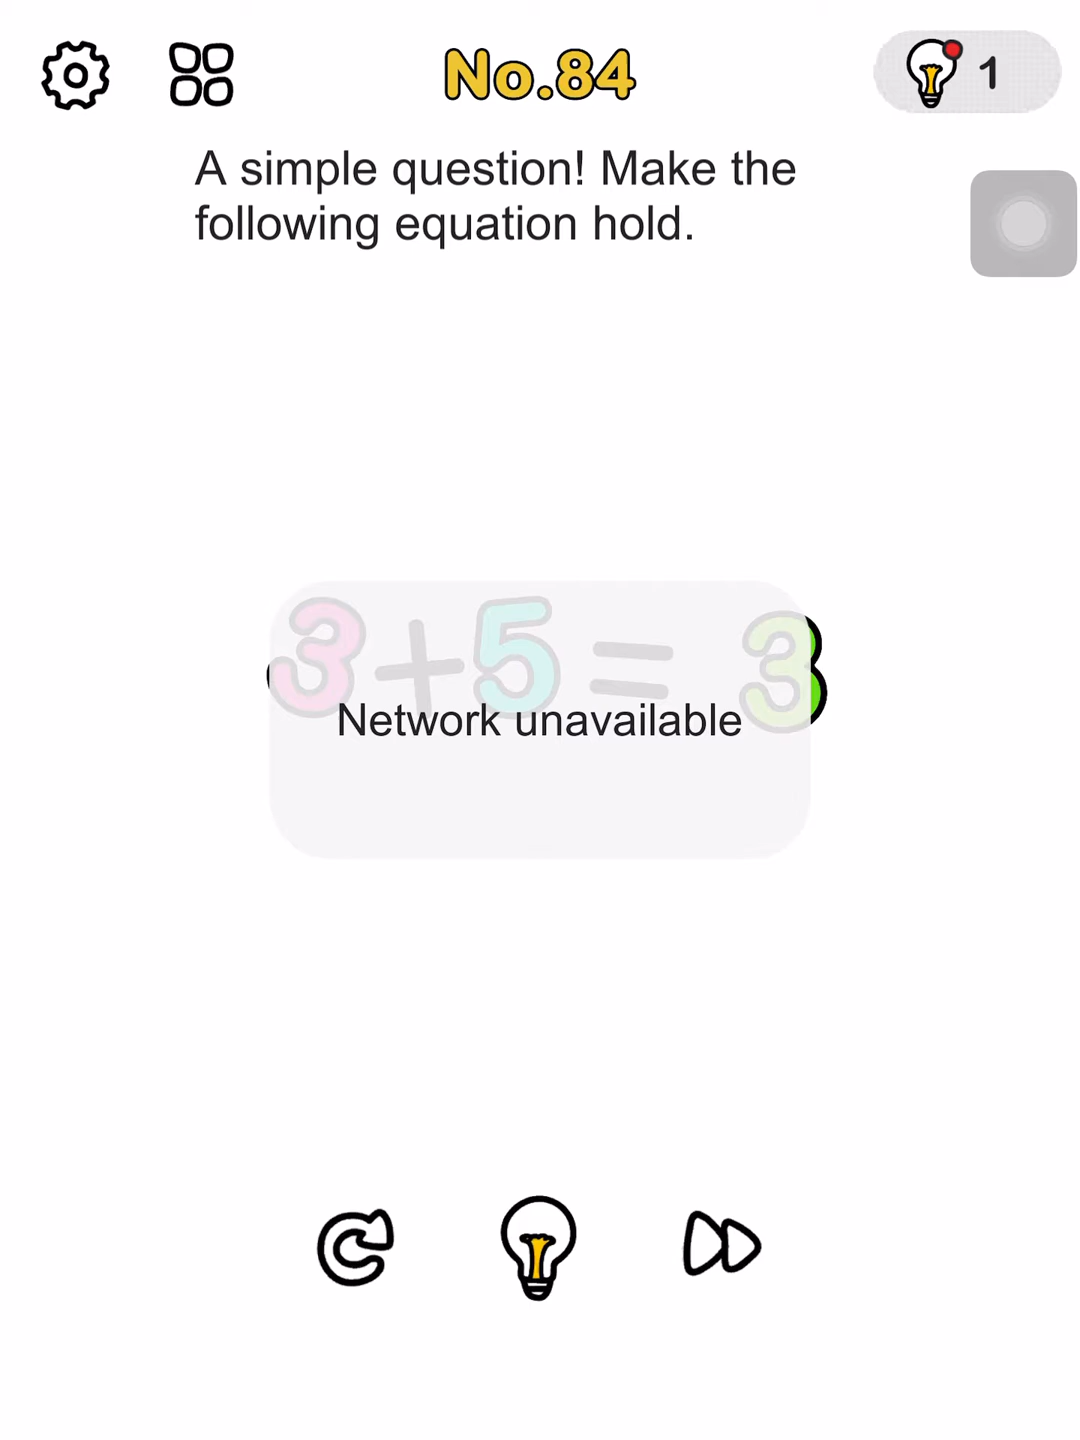 No.84
1
A simple question! Make the
following equation hold.
3+5 = 3
Network unavailable